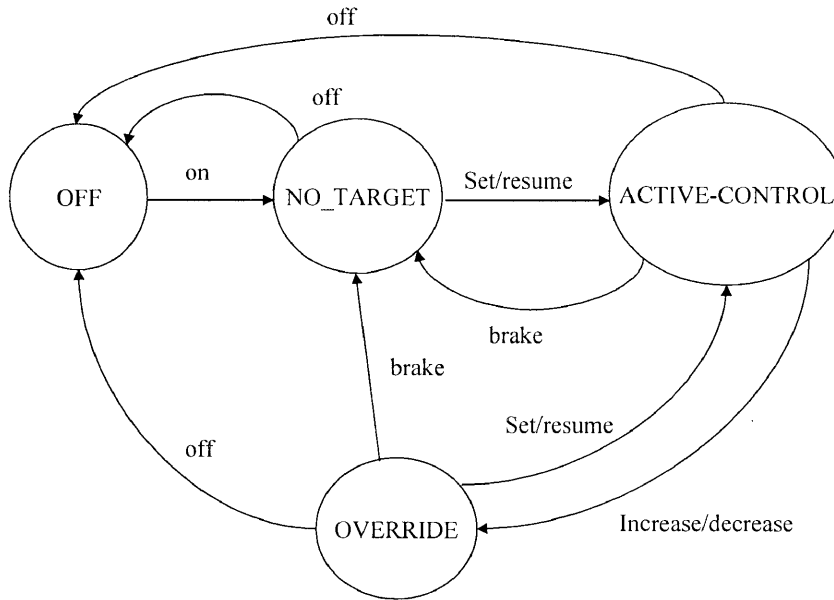 off
off
on
Set/resume
OFF
NO_TARGET
ACTIVE-CONTROL
brake
brake
Set/resume
off
Increase/decrease
OVERRIDE